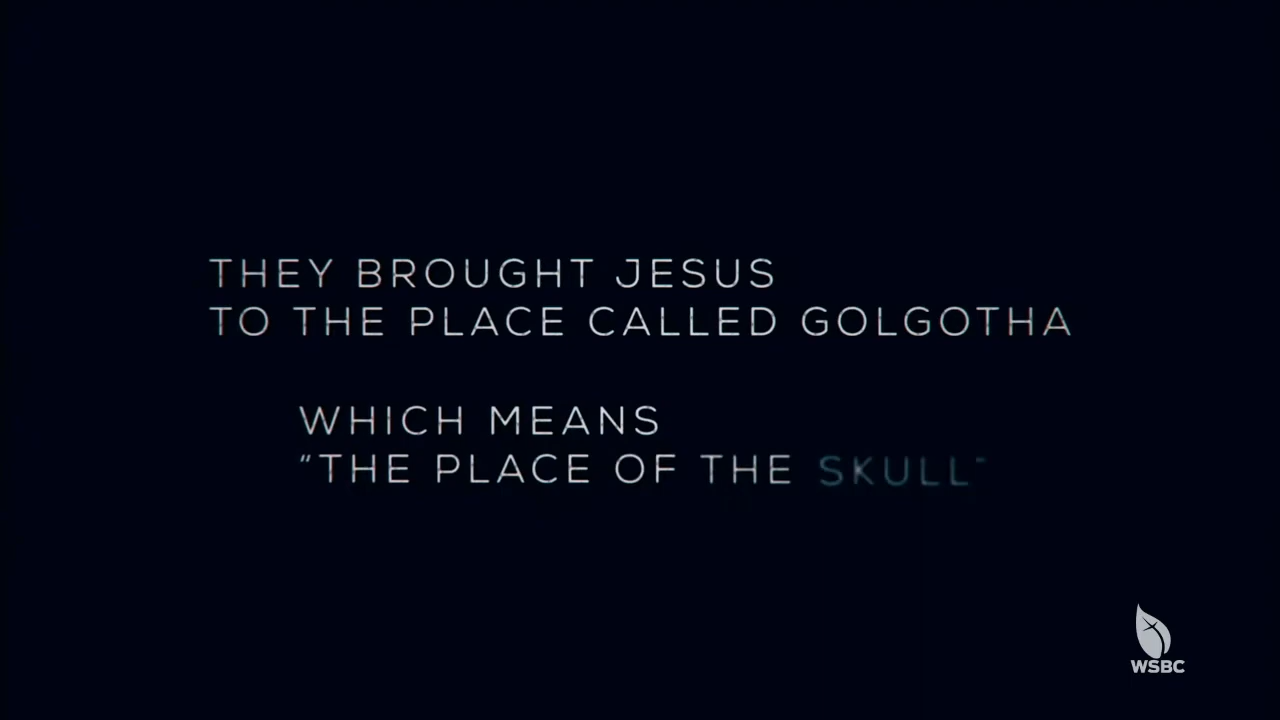 THEY BROUGHT JESUS
TO THE PLACE CALLED GOLGOTHA
WHICH MEANS
“THE PLACE OF THE SKULL”
WSBC